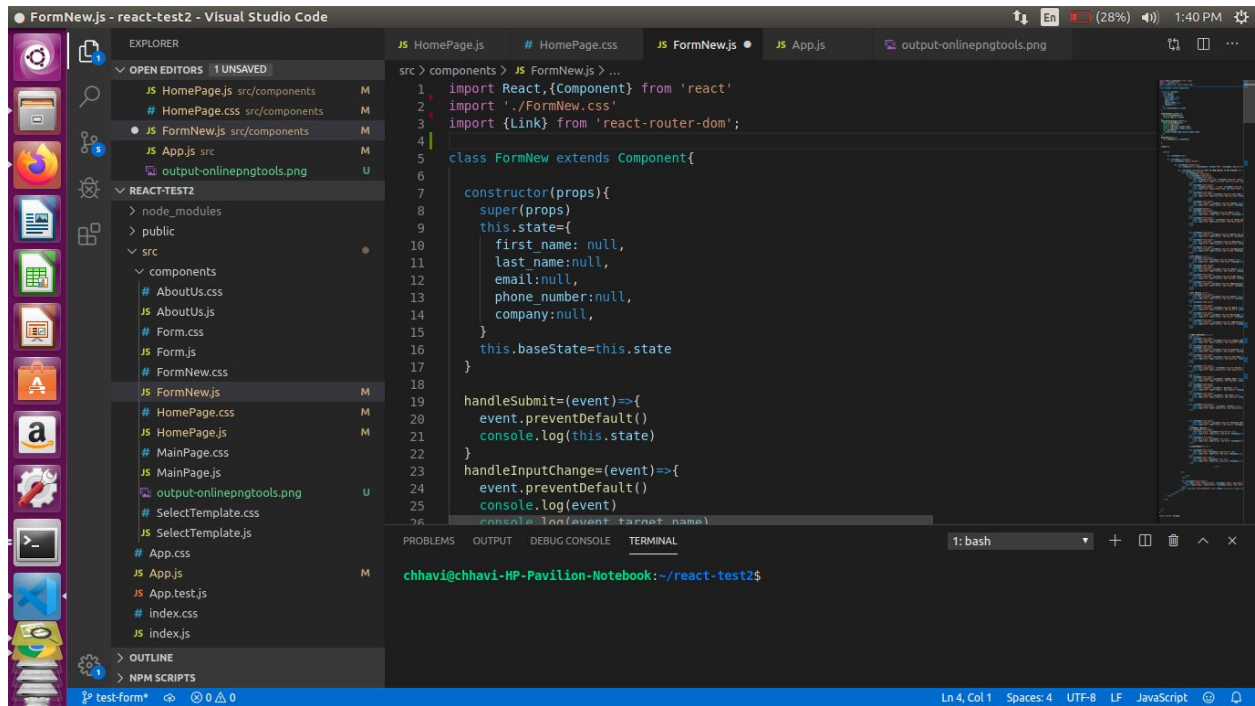 FormNew.js - react-test2 - Visual Studio Code
En (28%) 1:40 PM
EXPLORER
OPEN EDITORS 1 UNSAVED
JS HomePage.js src/components M
# HomePage.css src/components M
JS FormNew.js src/components M
JS App.js src M
output-onlinepngtools.png U
REACT-TEST2
node_modules
public
src
components
# AboutUs.css
JS AboutUs.js
# Form.css
JS Form.js
# FormNew.css
JS FormNew.js M
# HomePage.css M
JS HomePage.js M
# MainPage.css
JS MainPage.js
output-onlinepngtools.png U
# SelectTemplate.css
JS SelectTemplate.js
# App.css
JS App.js M
JS App.test.js
# index.css
JS index.js
OUTLINE
NPM SCRIPTS
1
5
1
a
A
JS HomePage.js # HomePage.css JS FormNew.js JS App.js output-onlinepngtools.png
src > components > JS FormNew.js > ...
1 import React,{Component} from 'react'
2 import './FormNew.css'
3 import {Link} from 'react-router-dom';
4
5 class FormNew extends Component{
6
7 constructor(props){
8 super(props)
9 this.state={
10 first_name: null,
11 last_name:null,
12 email:null,
13 phone_number:null,
14 company:null,
15 }
16 this.baseState=this.state
17 }
18
19 handleSubmit=(event)=>{
20 event.preventDefault()
21 console.log(this.state)
22 }
23 handleInputChange=(event)=>{
24 event.preventDefault()
25 console.log(event)
26 console.log(event.target.name)
PROBLEMS OUTPUT DEBUG CONSOLE TERMINAL 1: bash
chhavi@chhavi-HP-Pavilion-Notebook:~/react-test2$
test-form* 0 0 Ln 4, Col 1 Spaces: 4 UTF-8 LF JavaScript